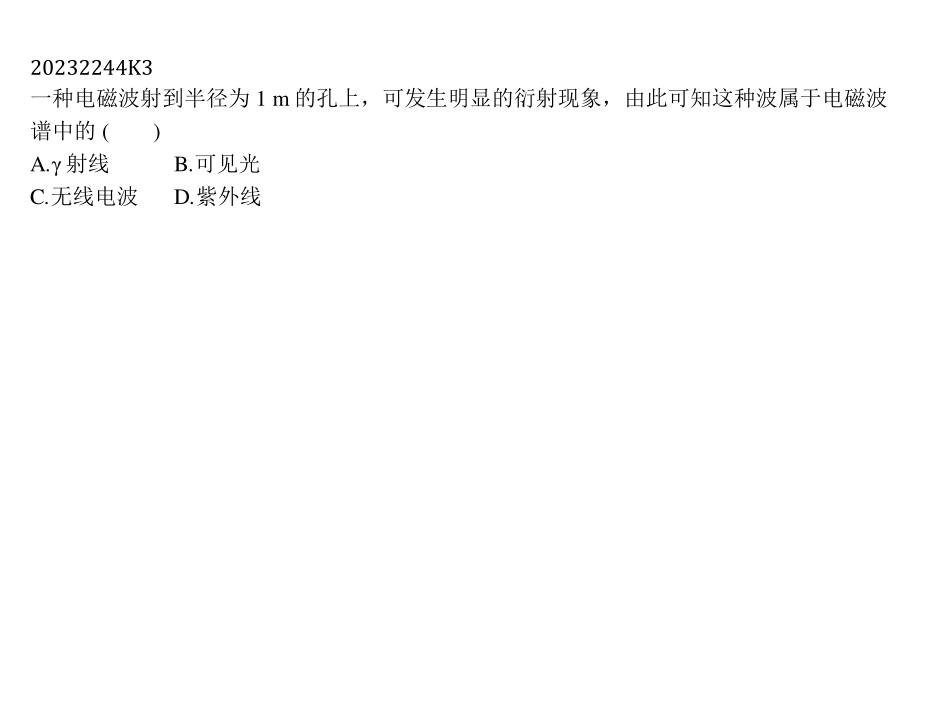 20232244K3
一种电磁波射到半径为 1 m 的孔上，可发生明显的衍射现象，由此可知这种波属于电磁波
谱中的 (　　)
A.γ 射线　　　B.可见光
C.无线电波　　D.紫外线